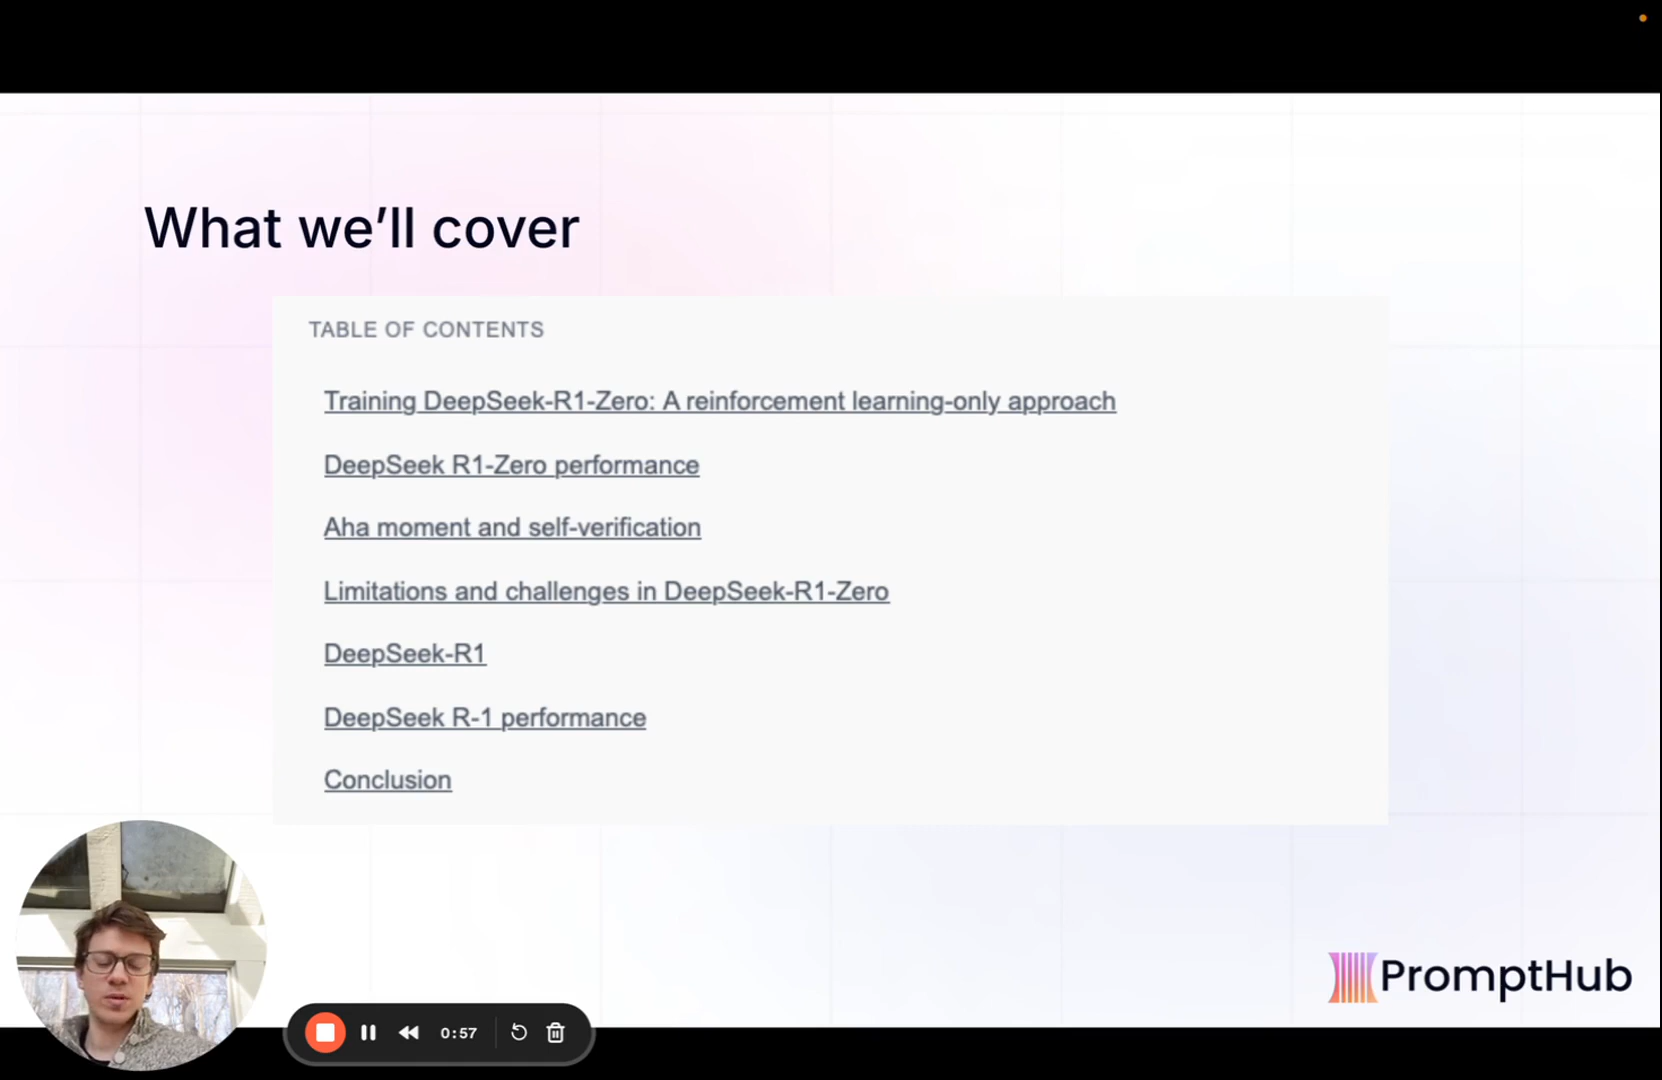 What we’ll cover
TABLE OF CONTENTS
Training DeepSeek-R1-Zero: A reinforcement learning-only approach
DeepSeek R1-Zero performance
Aha moment and self-verification
Limitations and challenges in DeepSeek-R1-Zero
DeepSeek-R1
DeepSeek R-1 performance
Conclusion
PromptHub
0:57